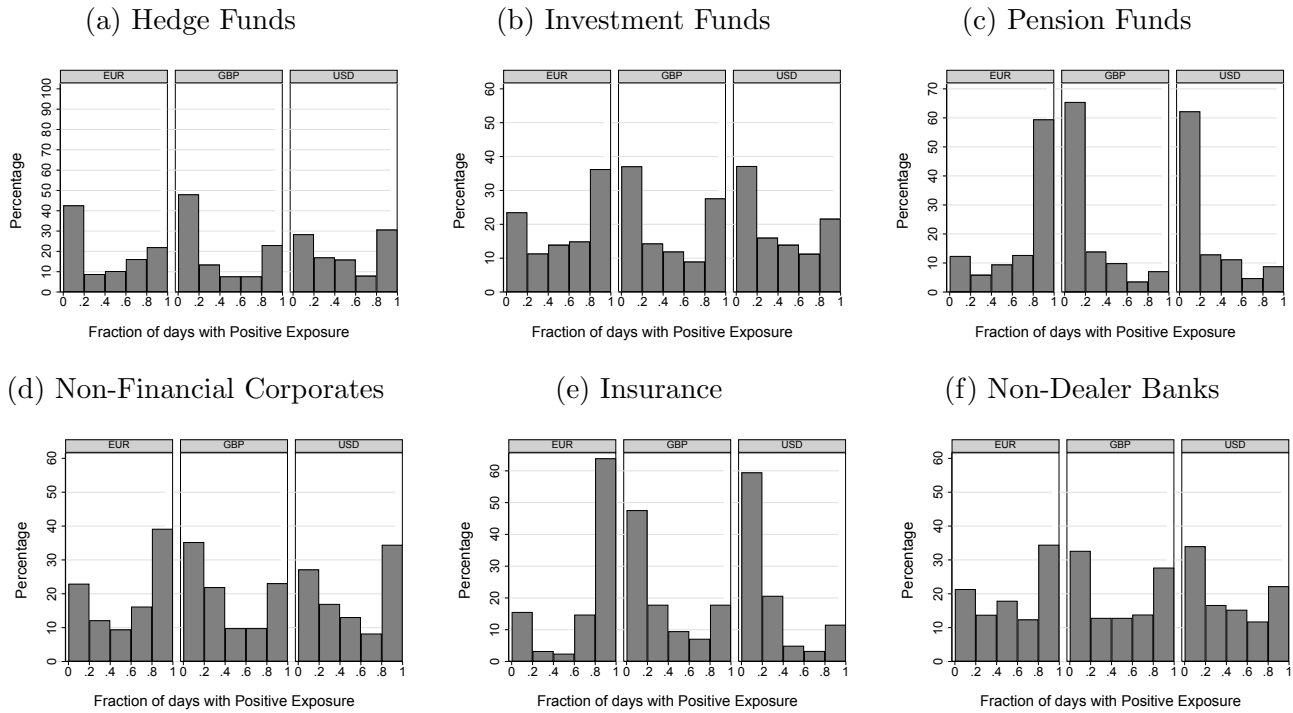 (a) Hedge Funds
EUR GBP USD
Percentage
0 10 20 30 40 50 60 70 80 90 100
0 .2 .4 .6 .8 1 0 .2 .4 .6 .8 1 0 .2 .4 .6 .8 1
Fraction of days with Positive Exposure
(b) Investment Funds
EUR GBP USD
Percentage
0 10 20 30 40 50 60
0 .2 .4 .6 .8 1 0 .2 .4 .6 .8 1 0 .2 .4 .6 .8 1
Fraction of days with Positive Exposure
(c) Pension Funds
EUR GBP USD
Percentage
0 10 20 30 40 50 60 70
0 .2 .4 .6 .8 1 0 .2 .4 .6 .8 1 0 .2 .4 .6 .8 1
Fraction of days with Positive Exposure
(d) Non-Financial Corporates
EUR GBP USD
Percentage
0 10 20 30 40 50 60
0 .2 .4 .6 .8 1 0 .2 .4 .6 .8 1 0 .2 .4 .6 .8 1
Fraction of days with Positive Exposure
(e) Insurance
EUR GBP USD
Percentage
0 10 20 30 40 50 60
0 .2 .4 .6 .8 1 0 .2 .4 .6 .8 1 0 .2 .4 .6 .8 1
Fraction of days with Positive Exposure
(f) Non-Dealer Banks
EUR GBP USD
Percentage
0 10 20 30 40 50 60
0 .2 .4 .6 .8 1 0 .2 .4 .6 .8 1 0 .2 .4 .6 .8 1
Fraction of days with Positive Exposure